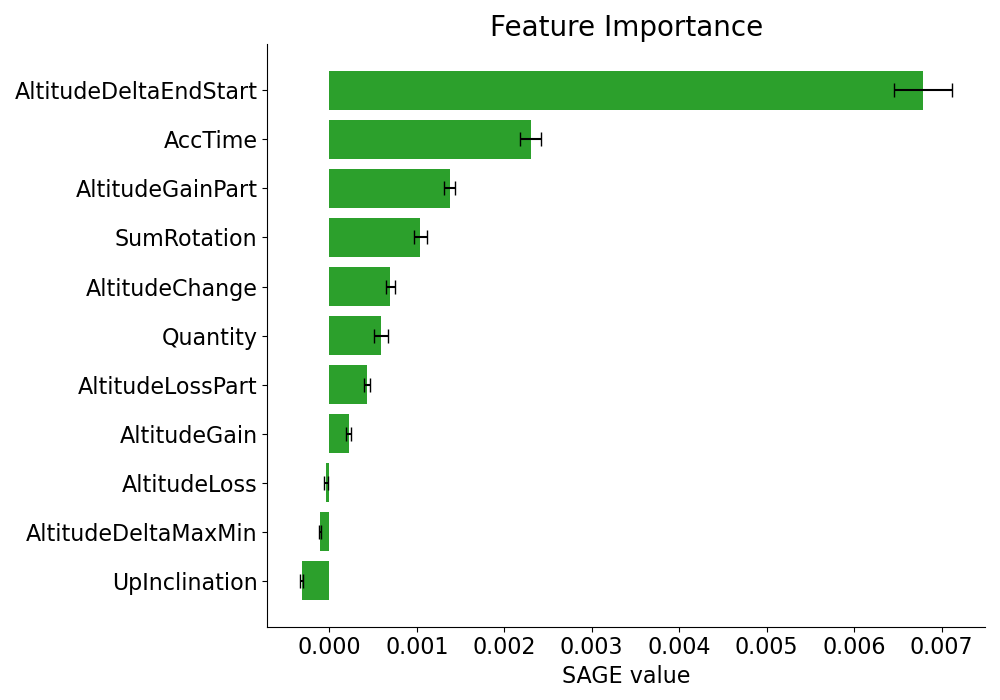 Feature Importance
AltitudeDeltaEndStart
AccTime
AltitudeGainPart
SumRotation
AltitudeChange
Quantity
AltitudeLossPart
AltitudeGain
AltitudeLoss
AltitudeDeltaMaxMin
UpInclination
0.000 0.001 0.002 0.003 0.004 0.005 0.006 0.007
SAGE value